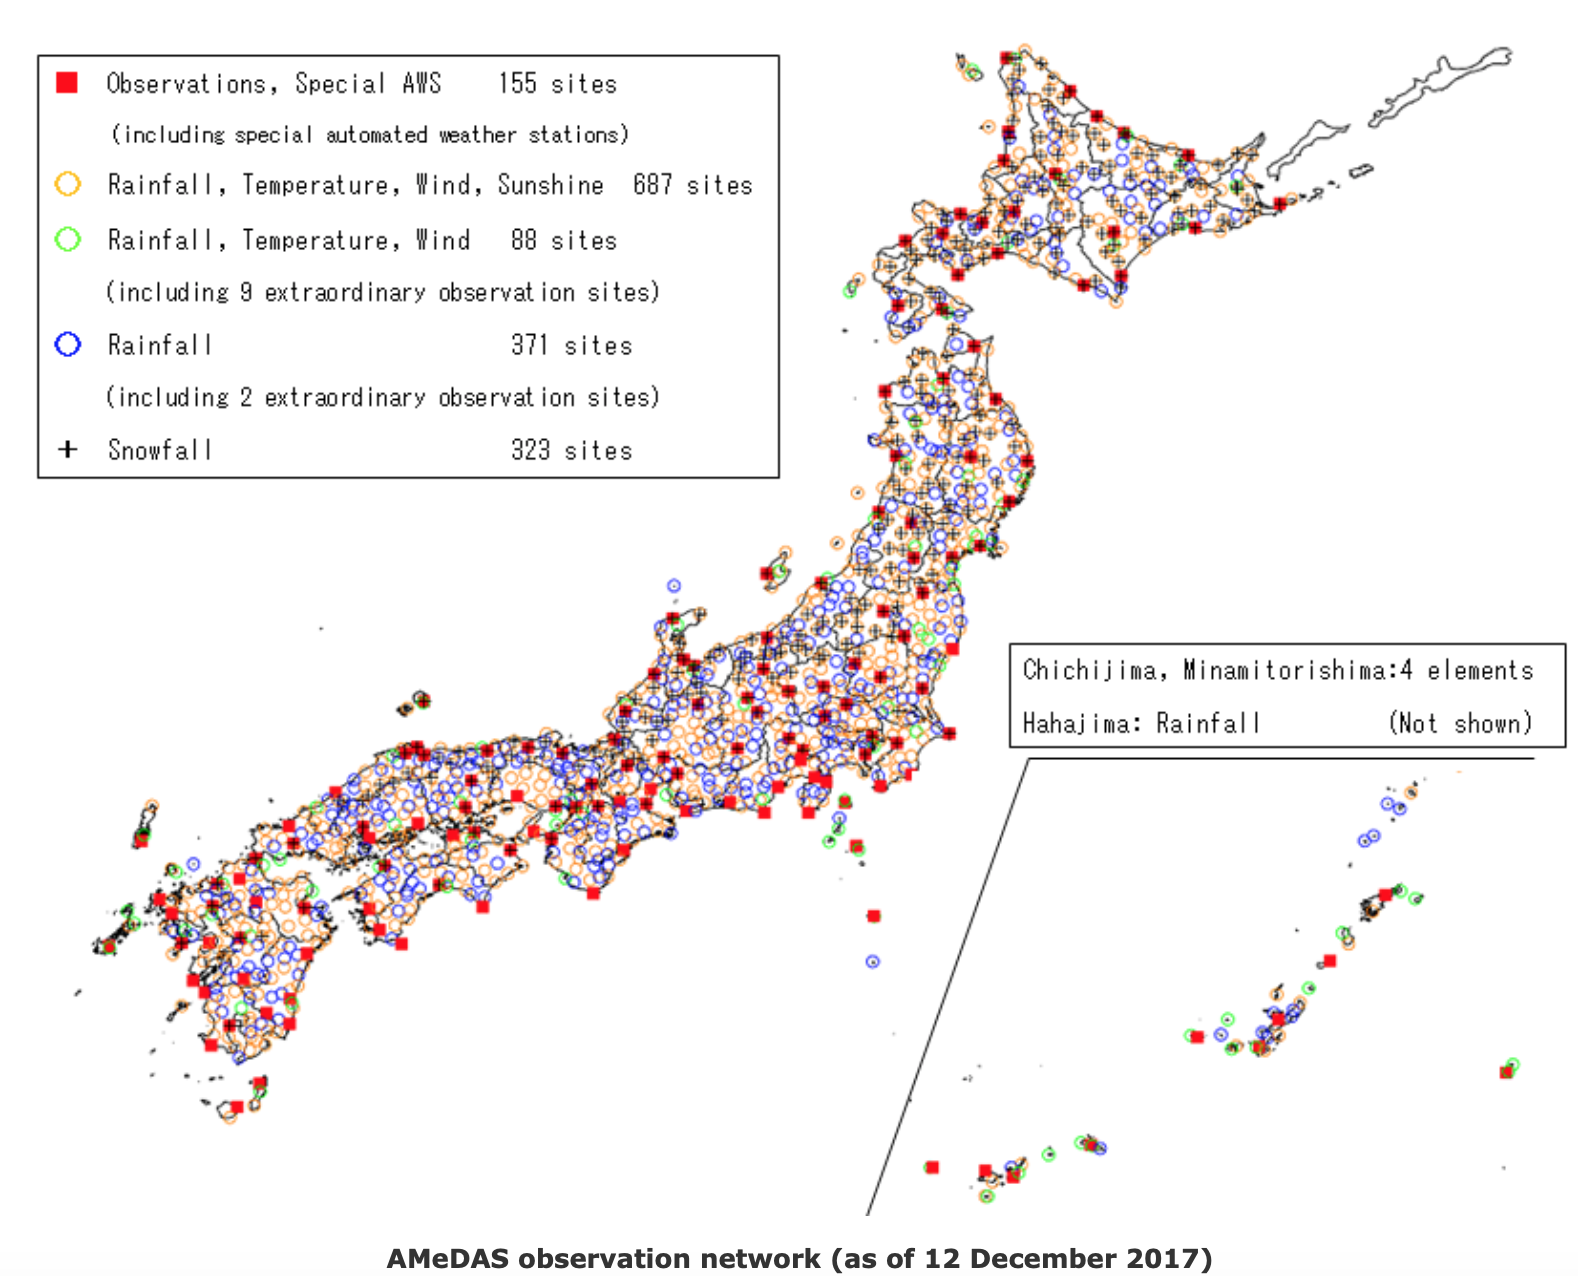 Observations, Special AWS 155 sites
(including special automated weather stations)
Rainfall, Temperature, Wind, Sunshine 687 sites
Rainfall, Temperature, Wind 88 sites
(including 9 extraordinary observation sites)
Rainfall 371 sites
(including 2 extraordinary observation sites)
Snowfall 323 sites
Chichijima, Minamitorishima:4 elements
Hahajima: Rainfall (Not shown)
AMeDAS observation network (as of 12 December 2017)